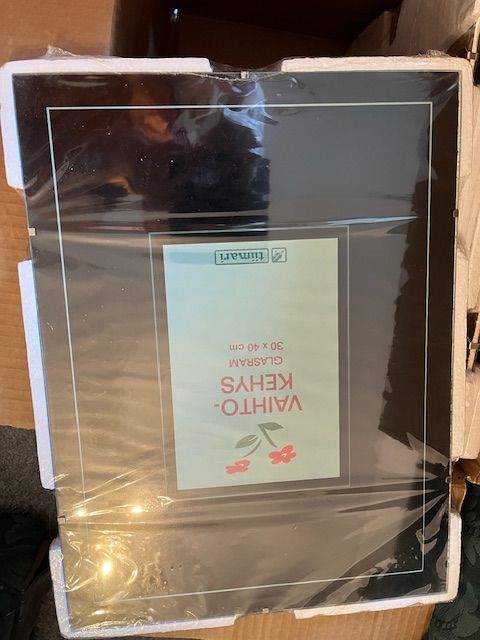 VAIHTO-
KEHYS
GLASRAM
30 x 40 cm
tiimari